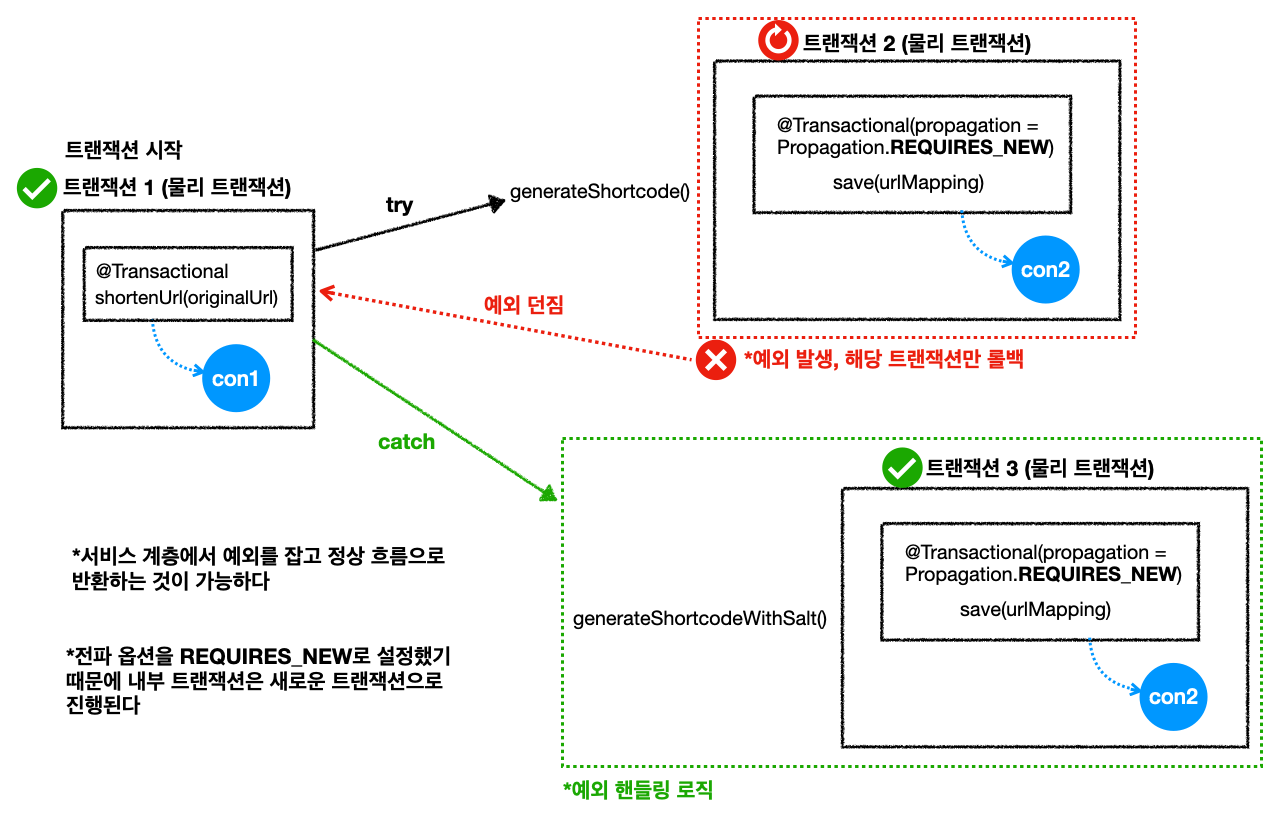 트랜잭션 시작
트랜잭션 1 (물리 트랜잭션)
@Transactional
shortenUrl(originalUrl)
con1
try
generateShortcode()
트랜잭션 2 (물리 트랜잭션)
@Transactional(propagation =
Propagation.REQUIRES_NEW)
save(urlMapping)
con2
예외 던짐
*예외 발생, 해당 트랜잭션만 롤백
catch
트랜잭션 3 (물리 트랜잭션)
@Transactional(propagation =
Propagation.REQUIRES_NEW)
save(urlMapping)
generateShortcodeWithSalt()
con2
*예외 핸들링 로직
*서비스 계층에서 예외를 잡고 정상 흐름으로
반환하는 것이 가능하다
*전파 옵션을 REQUIRES_NEW로 설정했기
때문에 내부 트랜잭션은 새로운 트랜잭션으로
진행된다